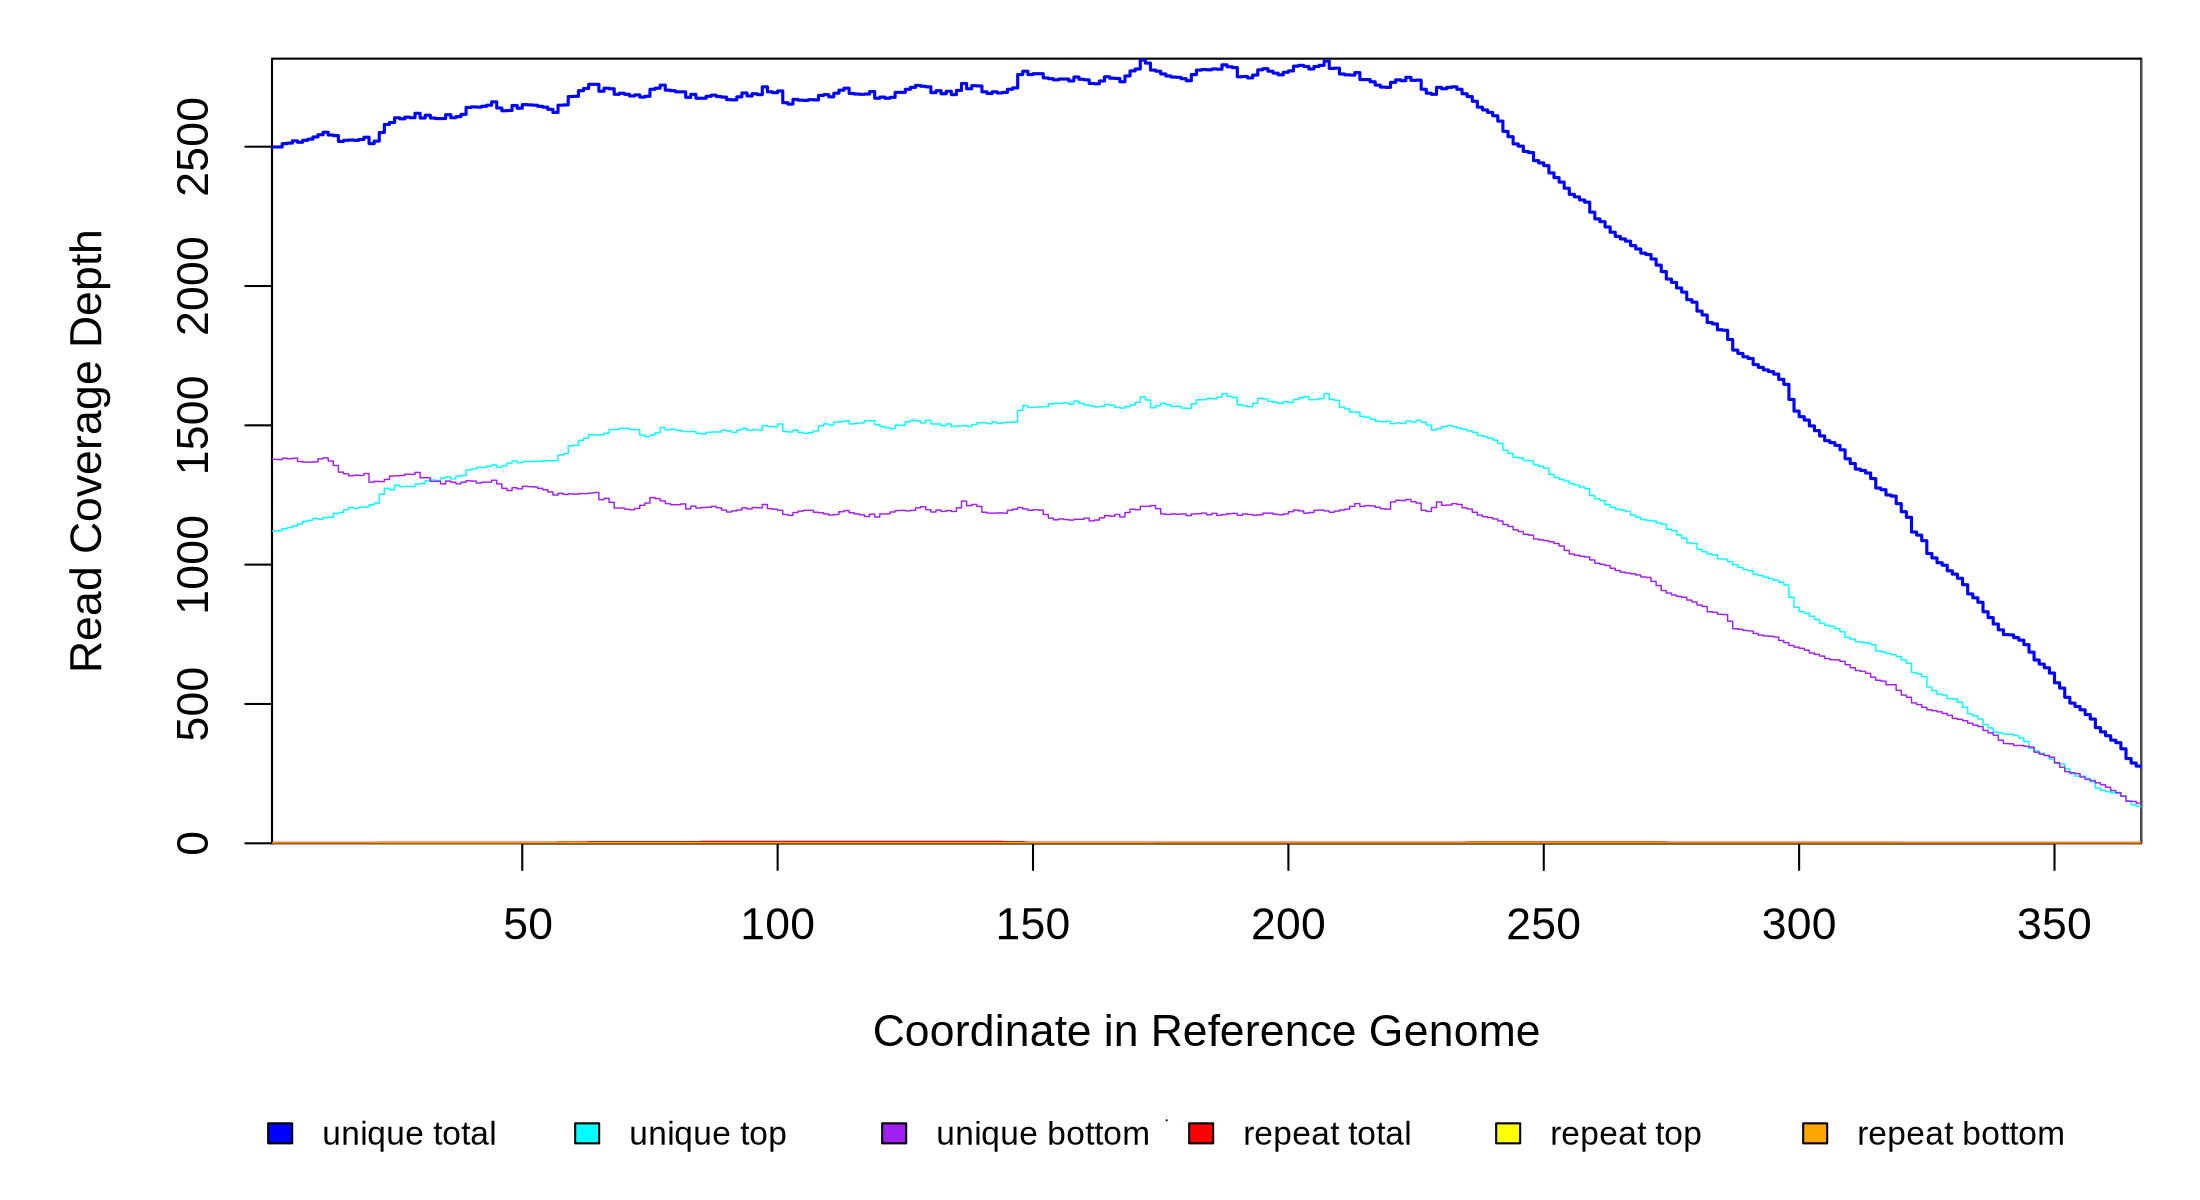 Read Coverage Depth
2500
2000
1500
1000
500
0
50 100 150 200 250 300 350
Coordinate in Reference Genome
unique total unique top unique bottom repeat total repeat top repeat bottom